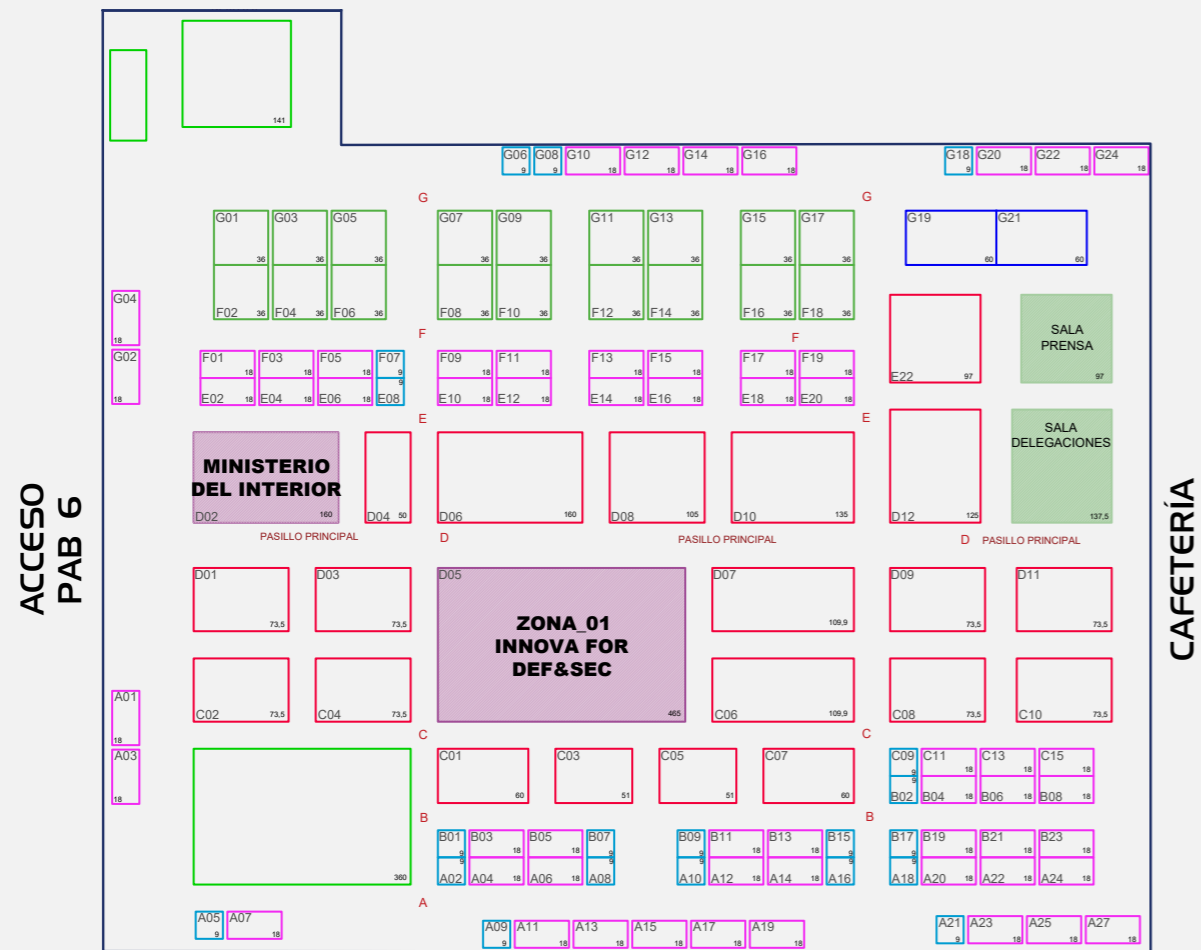 141
G06 G08 G10 G12 G14 G16 G18 G20 G22 G24
9 9 18 18 18 18 9 18 18 18
G G
G01 G03 G05 G07 G09 G11 G13 G15 G17 G19 G21
36 36 36 36 36 36 36 36 36 60 60
G04
18
F02 36 F04 36 F06 36 F08 36 F10 36 F12 36 F14 36 F16 36 F18 36
SALA
PRENSA
97
E22 97
F F
G02
18
F01 F03 F05 F07 F09 F11 F13 F15 F17 F19
18 18 18 9 18 18 18 18 18 18
9
E02 18 E04 18 E06 18 E08 E10 18 E12 18 E14 18 E16 18 E18 18 E20 18
E E
SALA
DELEGACIONES
137,5
MINISTERIO
DEL INTERIOR
D02 160 D04 50 D06 160 D08 105 D10 135 D12 125
PASILLO PRINCIPAL D PASILLO PRINCIPAL D PASILLO PRINCIPAL
ACCESO
PAB 6
CAFETERÍA
D01 D03 D05 D07 D09 D11
73,5 73,5 109,9 73,5 73,5
ZONA_01
INNOVA FOR
DEF&SEC
465
C02 73,5 C04 73,5 C06 109,9 C08 73,5 C10 73,5
A01
18
C C
A03
18
C01 C03 C05 C07 C09 C11 C13 C15
60 51 51 60 9 18 18 18
9
B02 B04 18 B06 18 B08 18
B B
360
B01 B03 B05 B07 B09 B11 B13 B15 B17 B19 B21 B23
9 18 18 9 9 18 18 9 9 18 18 18
9 9 9 9 9
A02 A04 18 A06 18 A08 A10 A12 18 A14 18 A16 A18 A20 18 A22 18 A24 18
A
A05 A07 A09 A11 A13 A15 A17 A19 A21 A23 A25 A27
9 18 9 18 18 18 18 18 9 18 18 18